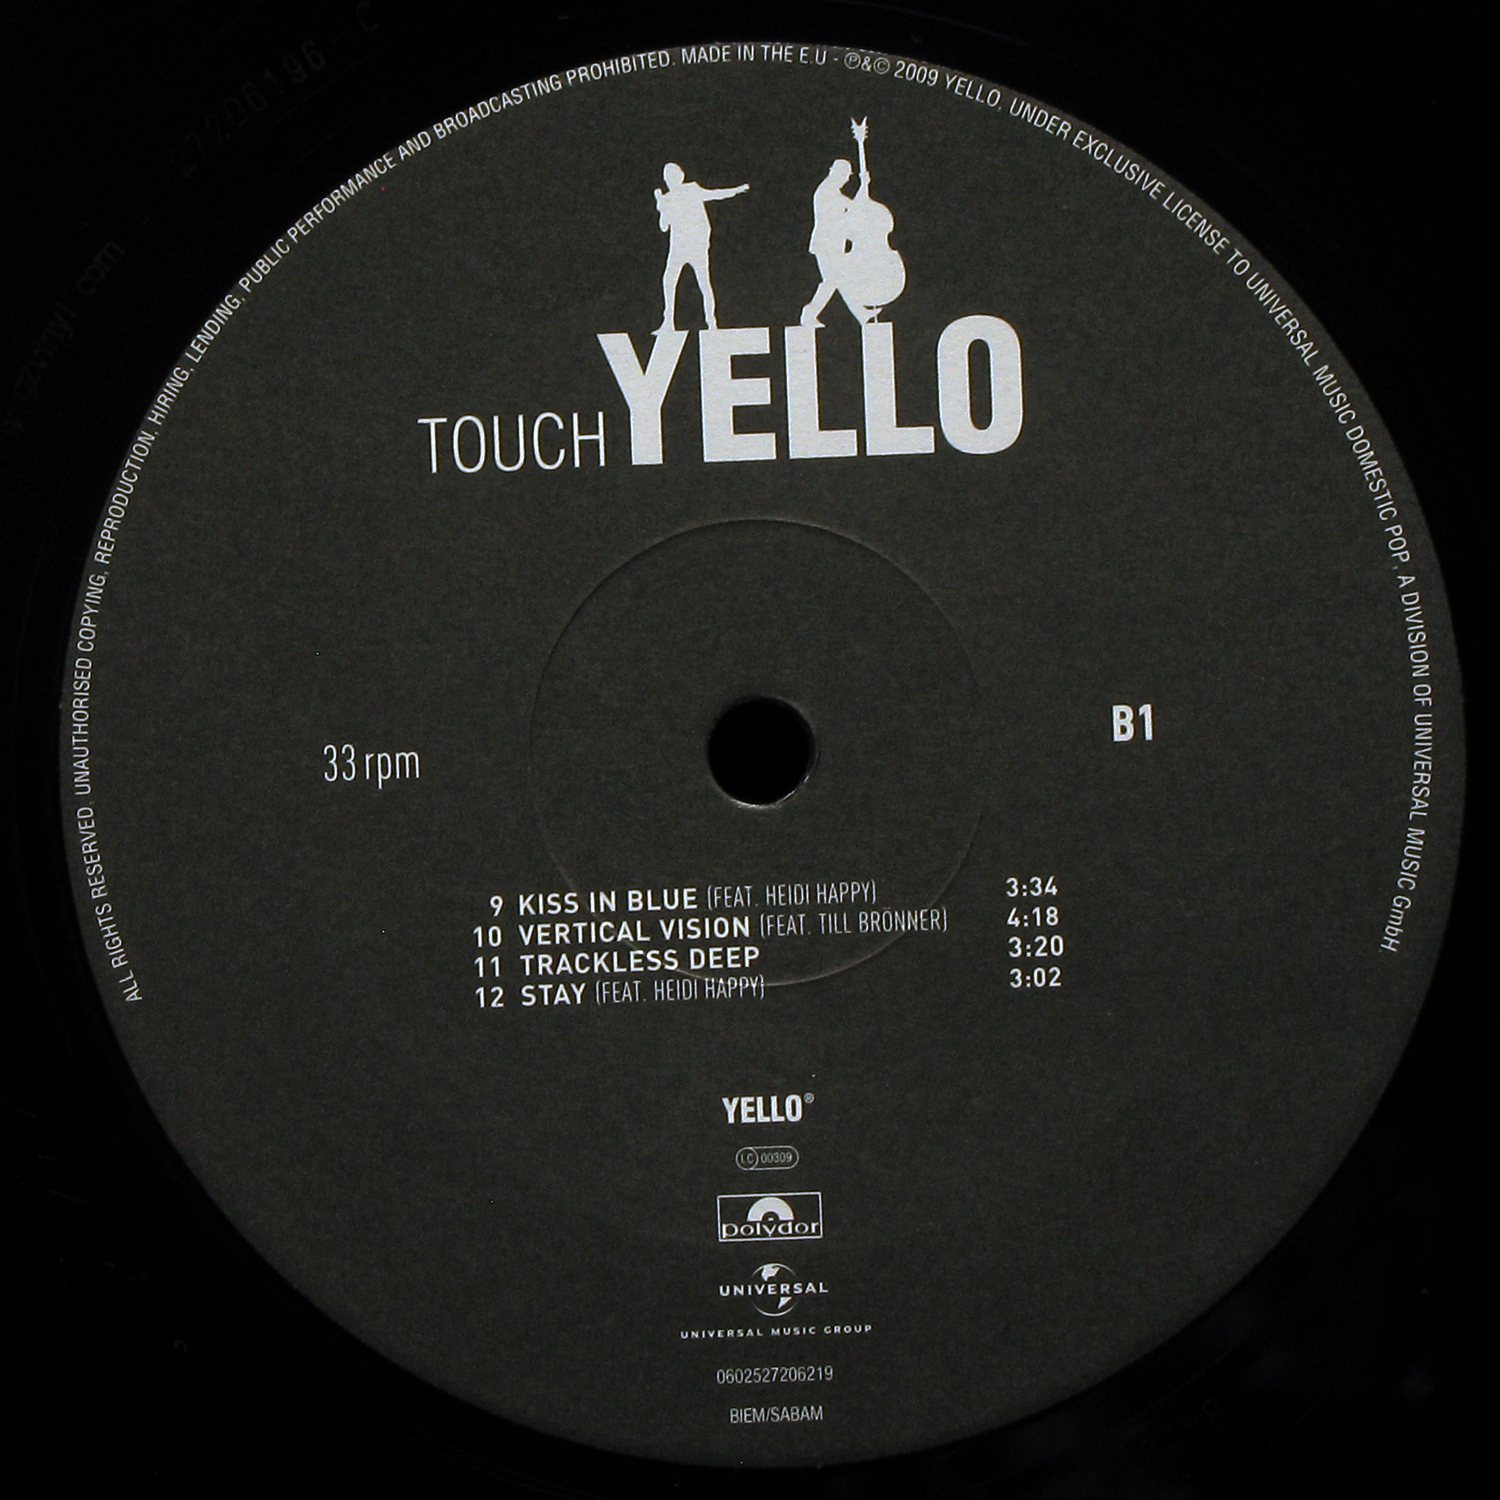 ALL RIGHTS RESERVED. UNAUTHORISED COPYING, REPRODUCTION, HIRING, LENDING, PUBLIC PERFORMANCE AND BROADCASTING PROHIBITED. MADE IN THE E.U - ℗&© 2009 YELLO, UNDER EXCLUSIVE LICENSE TO UNIVERSAL MUSIC DOMESTIC POP, A DIVISION OF UNIVERSAL MUSIC GmbH.
TOUCH YELLO
33 rpm
B1
9 KISS IN BLUE (FEAT. HEIDI HAPPY) 3:34
10 VERTICAL VISION (FEAT. TILL BRÖNNER) 4:18
11 TRACKLESS DEEP 3:20
12 STAY (FEAT. HEIDI HAPPY) 3:02
YELLO®
LC 00309
polydor
UNIVERSAL
UNIVERSAL MUSIC GROUP
0602527206219
BIEM/SABAM